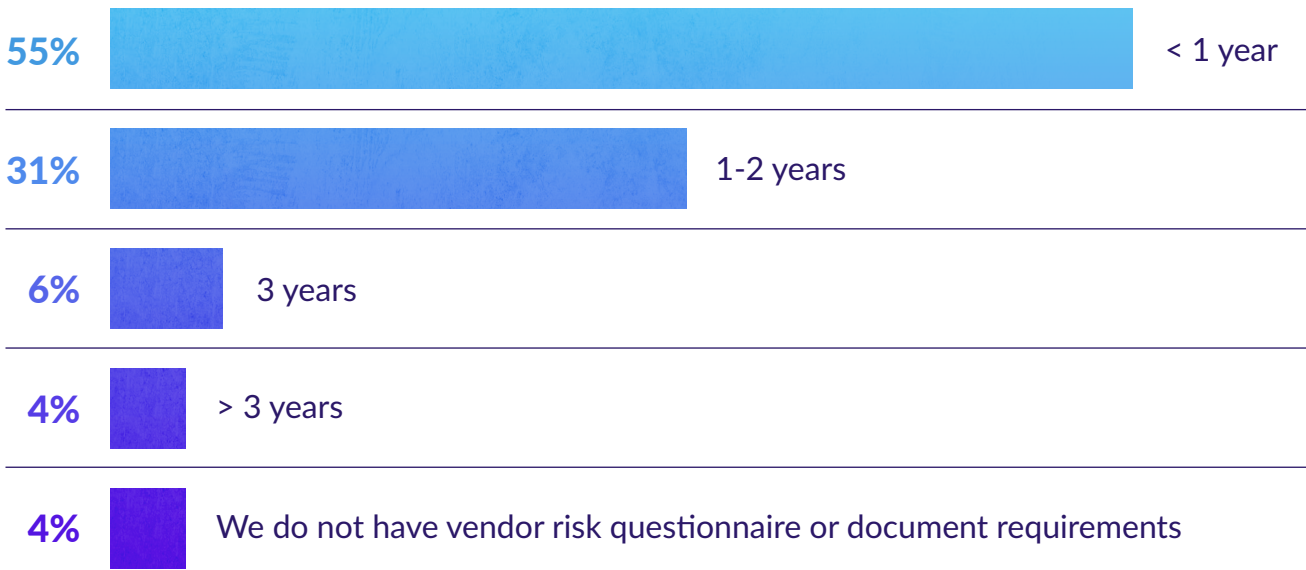 55% < 1 year
31% 1-2 years
6% 3 years
4% > 3 years
4% We do not have vendor risk questionnaire or document requirements